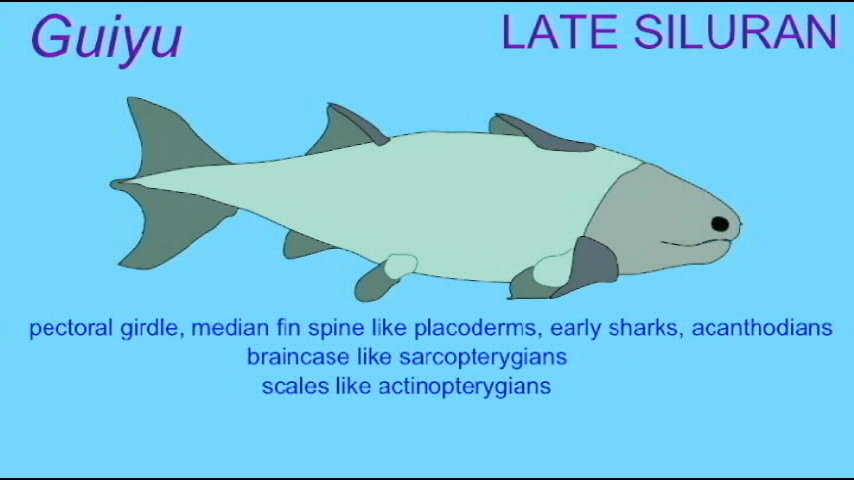 Guiyu
LATE SILURAN
pectoral girdle, median fin spine like placoderms, early sharks, acanthodians
braincase like sarcopterygians
scales like actinopterygians